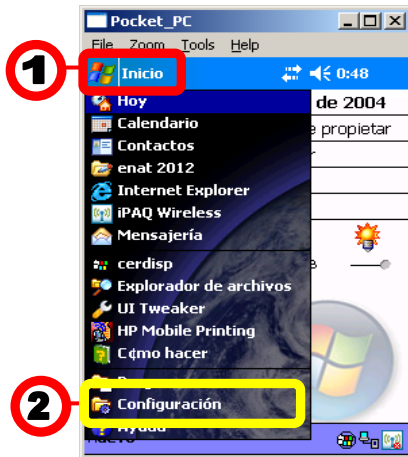 Pocket_PC
File Zoom Tools Help
1
Inicio
0:48
Hoy
de 2004
Calendario
propietar
Contactos
enat 2012
Internet Explorer
iPAQ Wireless
Mensajería
cerdisp
Explorador de archivos
UI Tweaker
HP Mobile Printing
C¢mo hacer
2
Configuración
Ayuda